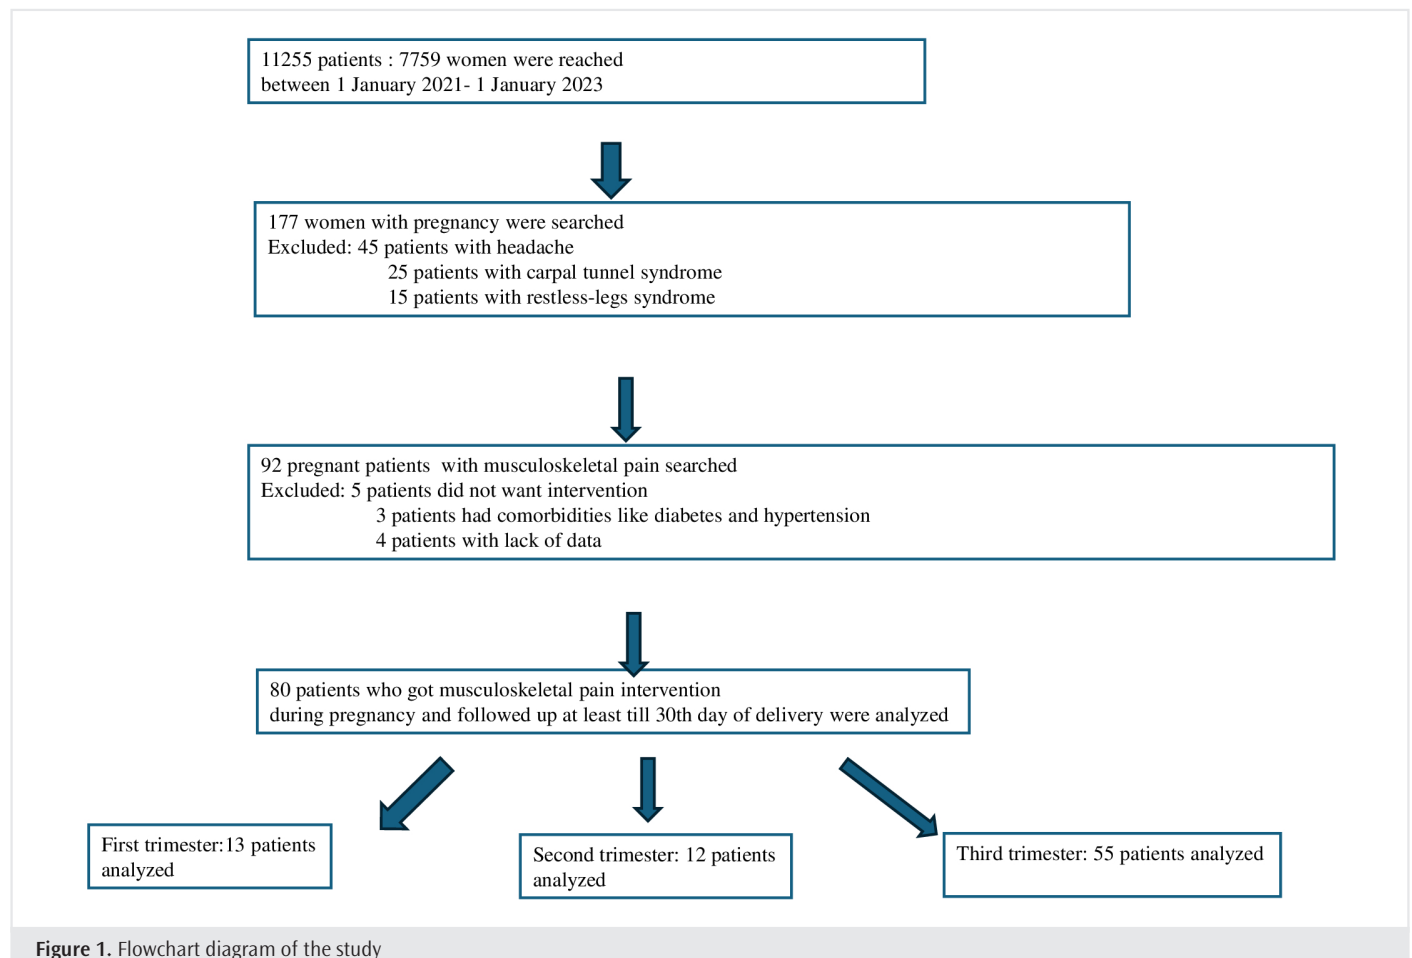 11255 patients : 7759 women were reached
between 1 January 2021- 1 January 2023
177 women with pregnancy were searched
Excluded: 45 patients with headache
25 patients with carpal tunnel syndrome
15 patients with restless-legs syndrome
92 pregnant patients  with musculoskeletal pain searched
Excluded: 5 patients did not want intervention
3 patients had comorbidities like diabetes and hypertension
4 patients with lack of data
80 patients who got musculoskeletal pain intervention
during pregnancy and followed up at least till 30th day of delivery were analyzed
First trimester:13 patients
analyzed
Second trimester: 12 patients
analyzed
Third trimester: 55 patients analyzed
Figure 1. Flowchart diagram of the study